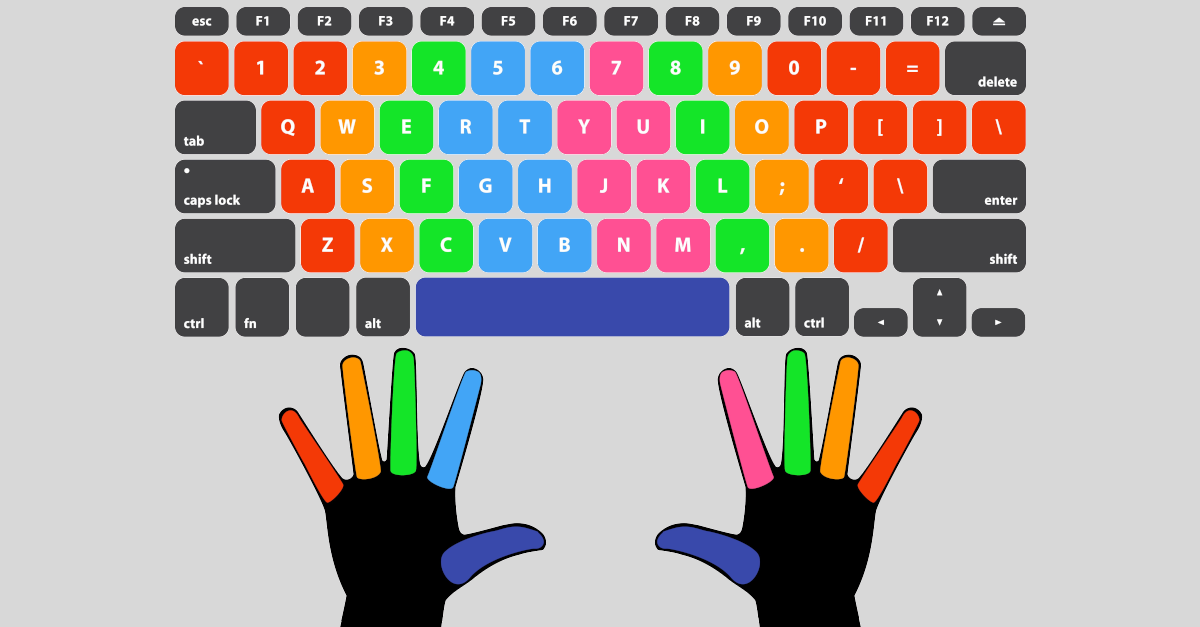 esc F1 F2 F3 F4 F5 F6 F7 F8 F9 F10 F11 F12 ⏏
` 1 2 3 4 5 6 7 8 9 0 - = delete
tab Q W E R T Y U I O P [ ] \
caps lock A S F G H J K L ; ‘ \ enter
shift Z X C V B N M , . / shift
ctrl fn alt alt ctrl ◄ ▲ ▼ ►